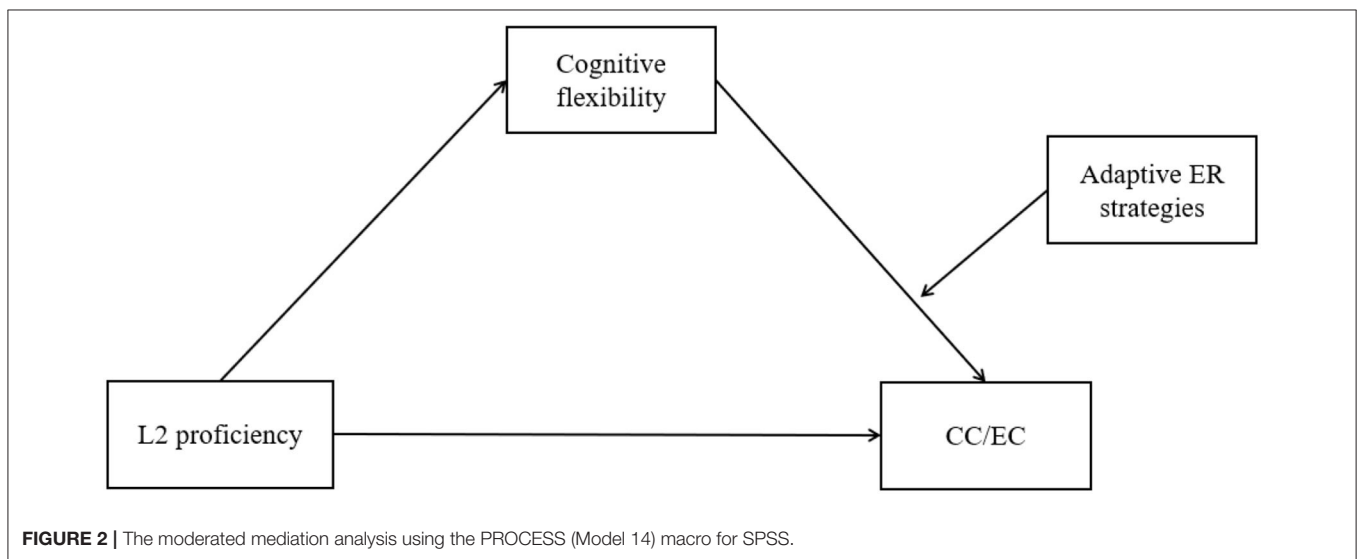 Cognitive
flexibility
Adaptive ER
strategies
L2 proficiency
CC/EC
FIGURE 2 | The moderated mediation analysis using the PROCESS (Model 14) macro for SPSS.